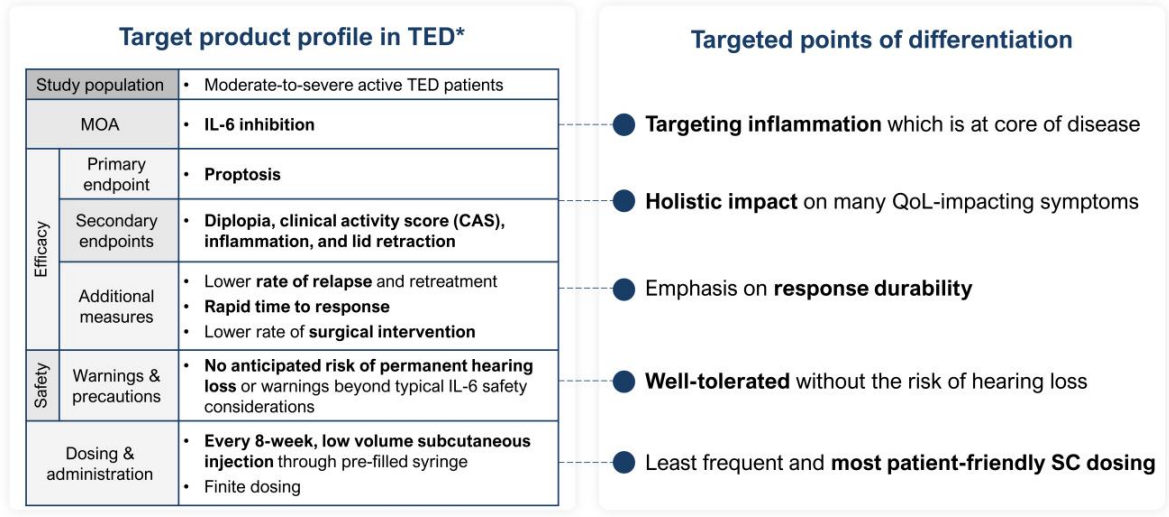 Target product profile in TED*
Study population
• Moderate-to-severe active TED patients
MOA
• IL-6 inhibition
Efficacy
Primary
endpoint
• Proptosis
Secondary
endpoints
• Diplopia, clinical activity score (CAS),
inflammation, and lid retraction
Additional
measures
• Lower rate of relapse and retreatment
• Rapid time to response
• Lower rate of surgical intervention
Safety
Warnings &
precautions
• No anticipated risk of permanent hearing
loss or warnings beyond typical IL-6 safety
considerations
Dosing &
administration
• Every 8-week, low volume subcutaneous
injection through pre-filled syringe
• Finite dosing
Targeted points of differentiation
Targeting inflammation which is at core of disease
Holistic impact on many QoL-impacting symptoms
Emphasis on response durability
Well-tolerated without the risk of hearing loss
Least frequent and most patient-friendly SC dosing